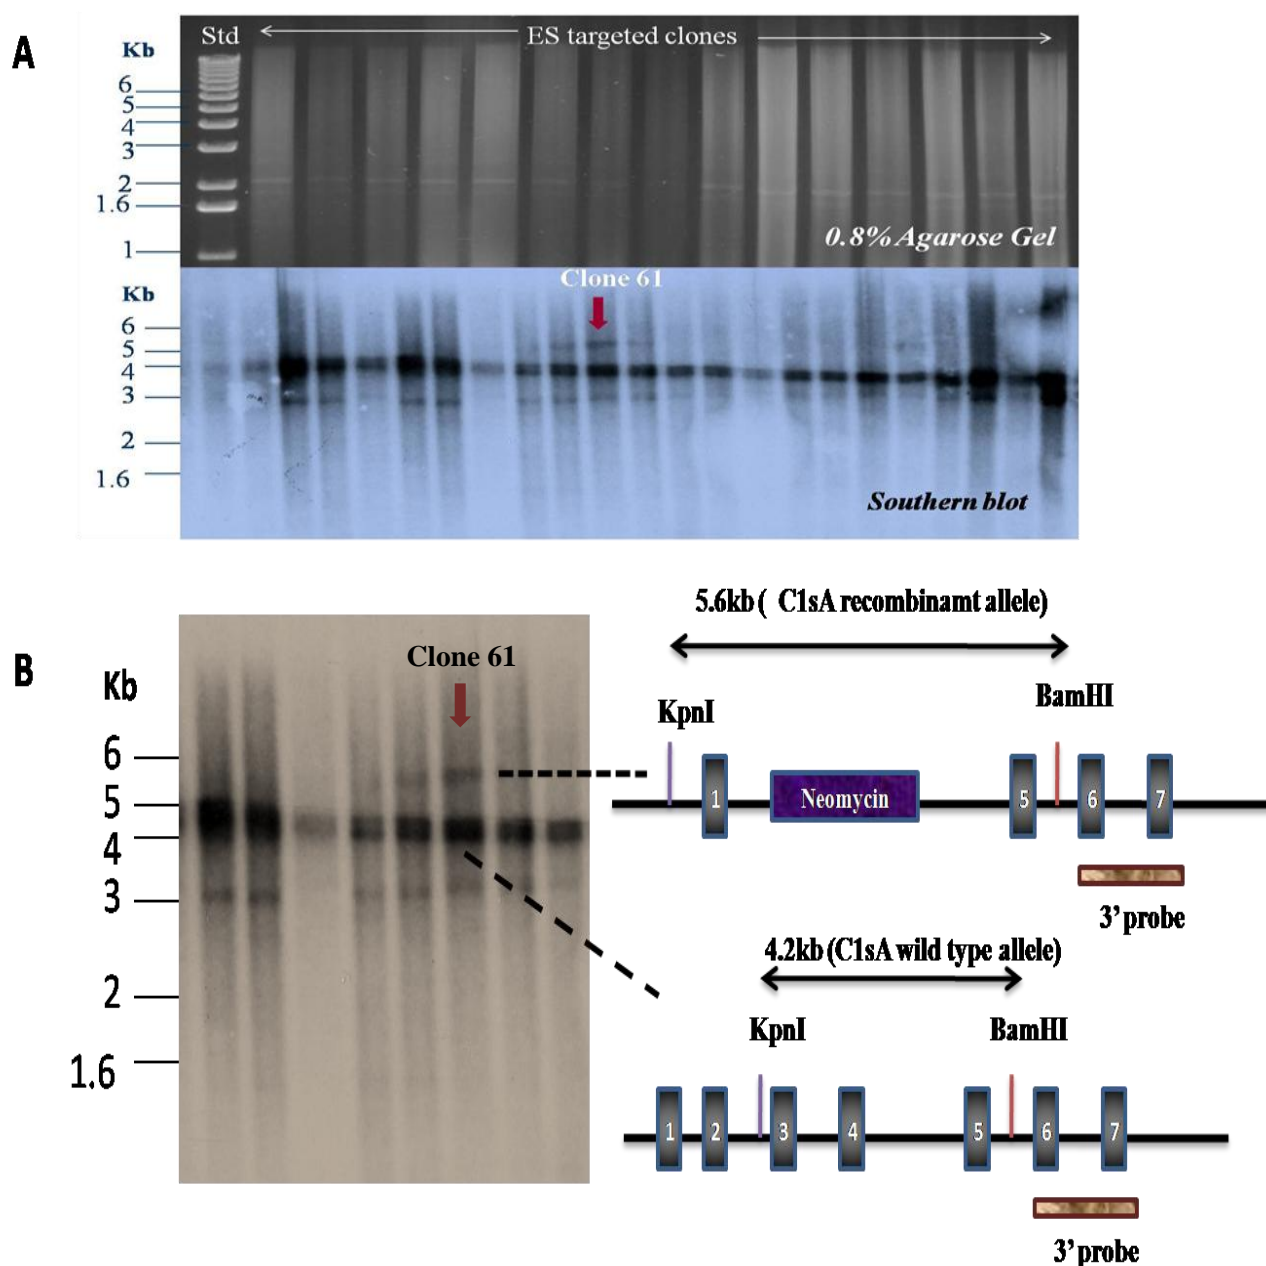 A
Kb
Std
ES targeted clones
6
5
4
3
2
1.6
1
0.8% Agarose Gel
Kb
Clone 61
6
5
4
3
2
1.6
Southern blot
B
Kb
Clone 61
6
5
4
3
2
1.6
5.6kb ( C1sA recombinamt allele)
KpnI
BamHI
1
Neomycin
5
6
7
3' probe
4.2kb (C1sA wild type allele)
KpnI
BamHI
1
2
3
4
5
6
7
3' probe